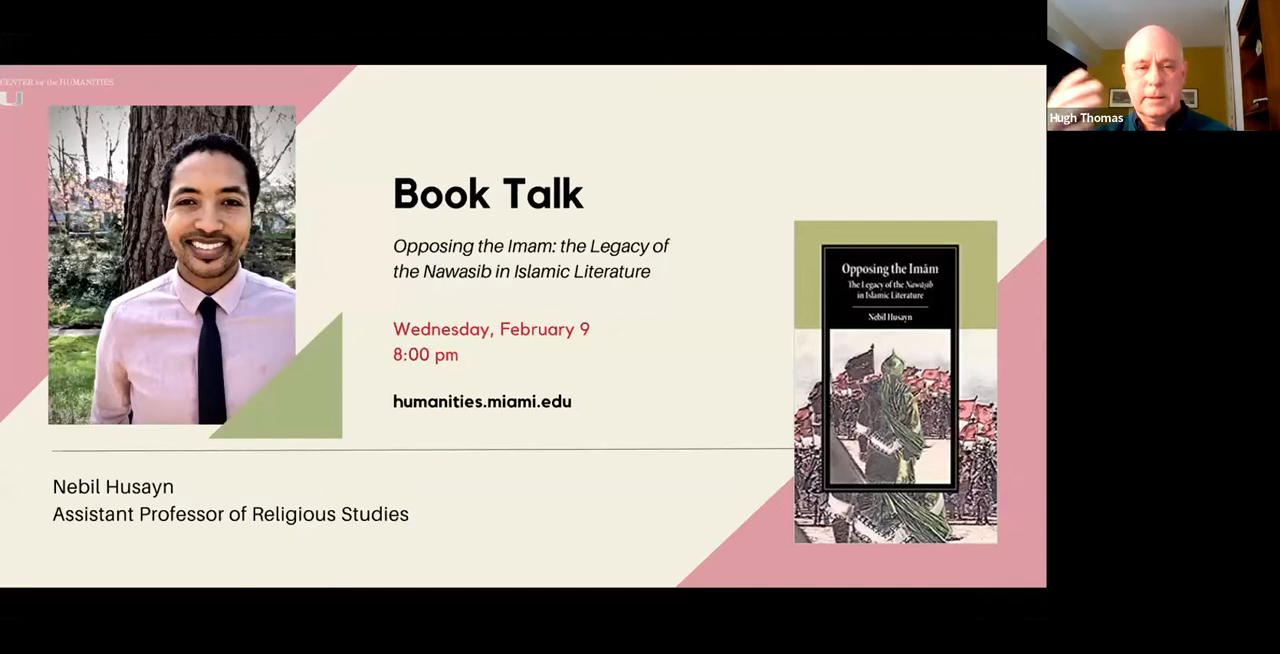 CENTER for the HUMANITIES
U
Book Talk
Opposing the Imam: the Legacy of
the Nawasib in Islamic Literature
Wednesday, February 9
8:00 pm
humanities.miami.edu
Nebil Husayn
Assistant Professor of Religious Studies
Opposing the Imām
The Legacy of the Nawāṣib
in Islamic Literature
Nebil Husayn
Hugh Thomas